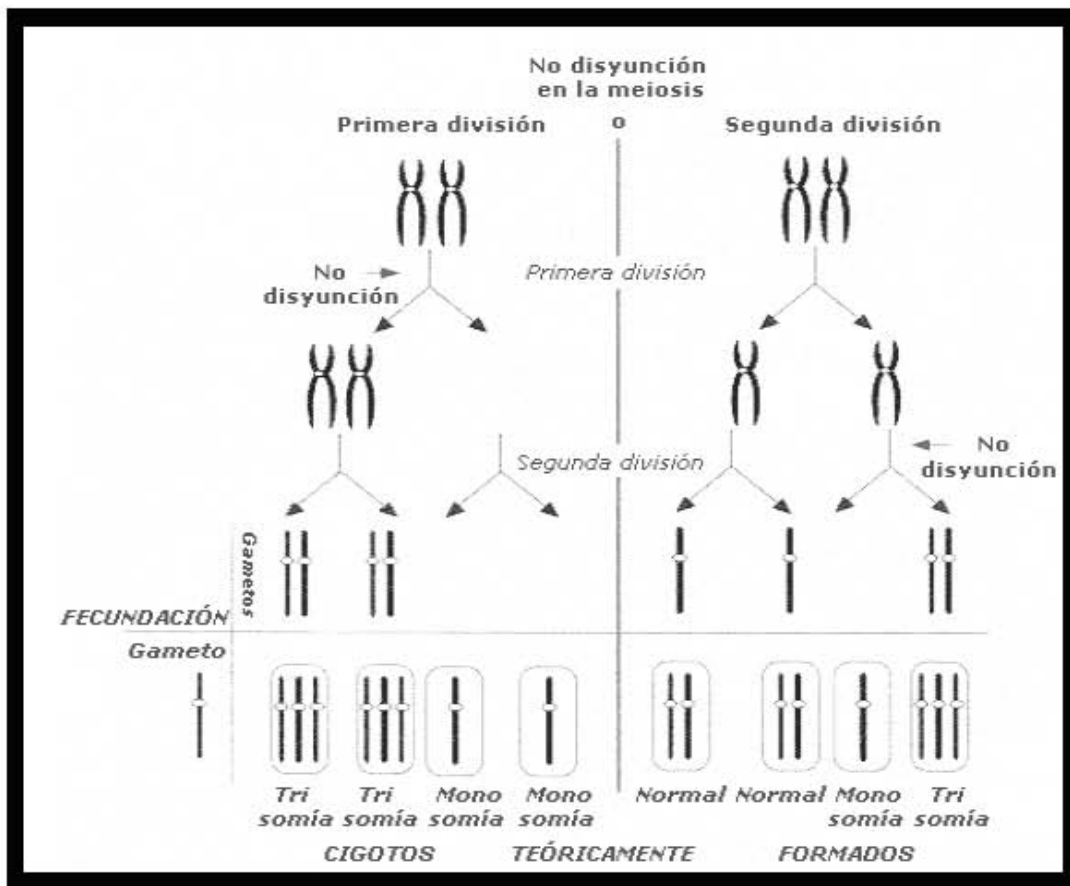 No disyunción
en la meiosis
Primera división o Segunda división
No
disyunción
Primera división
Segunda división
No
disyunción
Gametos
FECUNDACIÓN
Gameto
Tri Tri Mono Mono Normal Normal Mono Tri
somía somía somía somía somía somía
CIGOTOS TEÖRICAMENTE FORMADOS